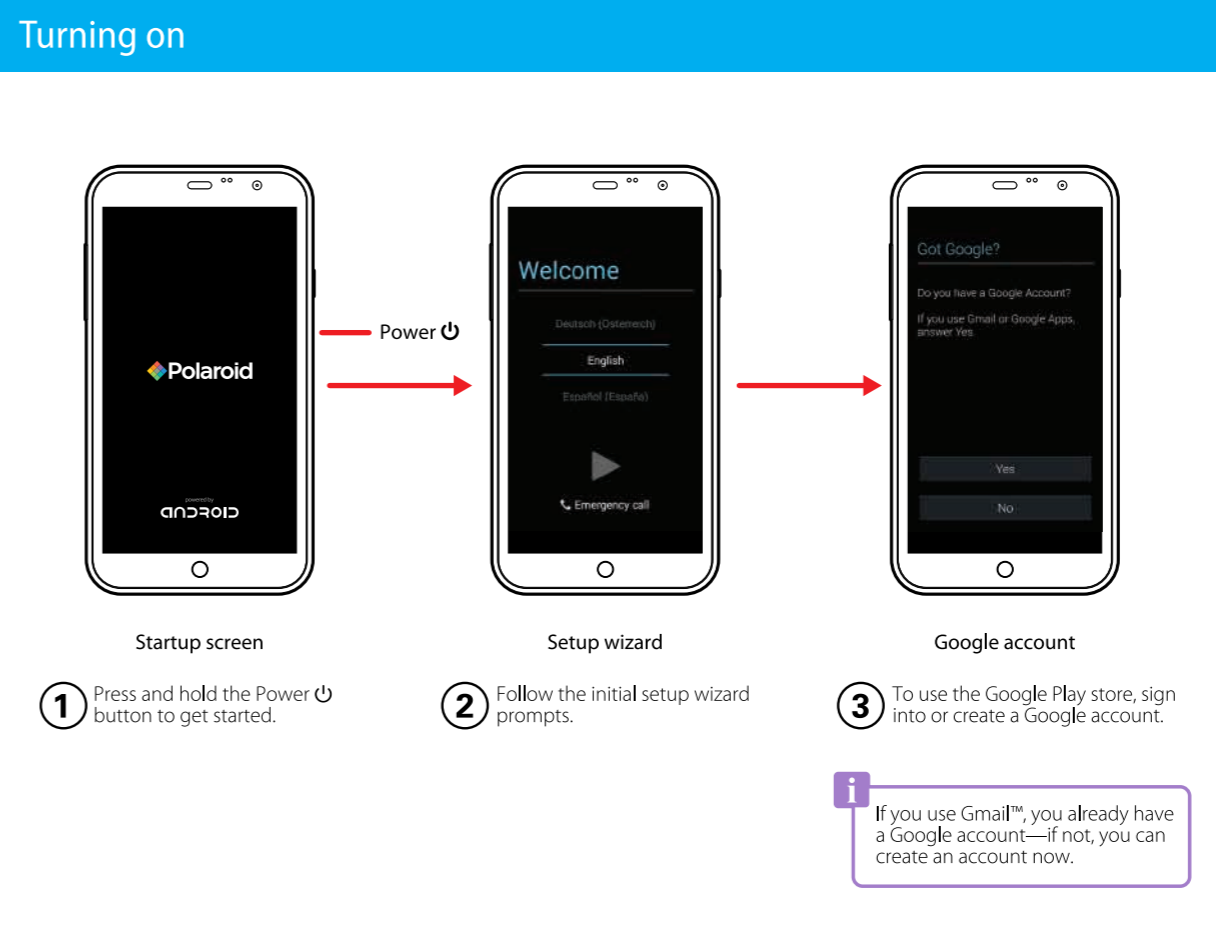 Turning on
Polaroid
powered by
ANDROID
Power
Welcome
Deutsch (Österreich)
English
Español (España)
Emergency call
Got Google?
Do you have a Google Account?
If you use Gmail or Google Apps,
answer Yes.
Yes
No
Startup screen
1
Press and hold the Power
button to get started.
Setup wizard
2
Follow the initial setup wizard
prompts.
Google account
3
To use the Google Play store, sign
into or create a Google account.
i
If you use Gmail™, you already have
a Google account—if not, you can
create an account now.